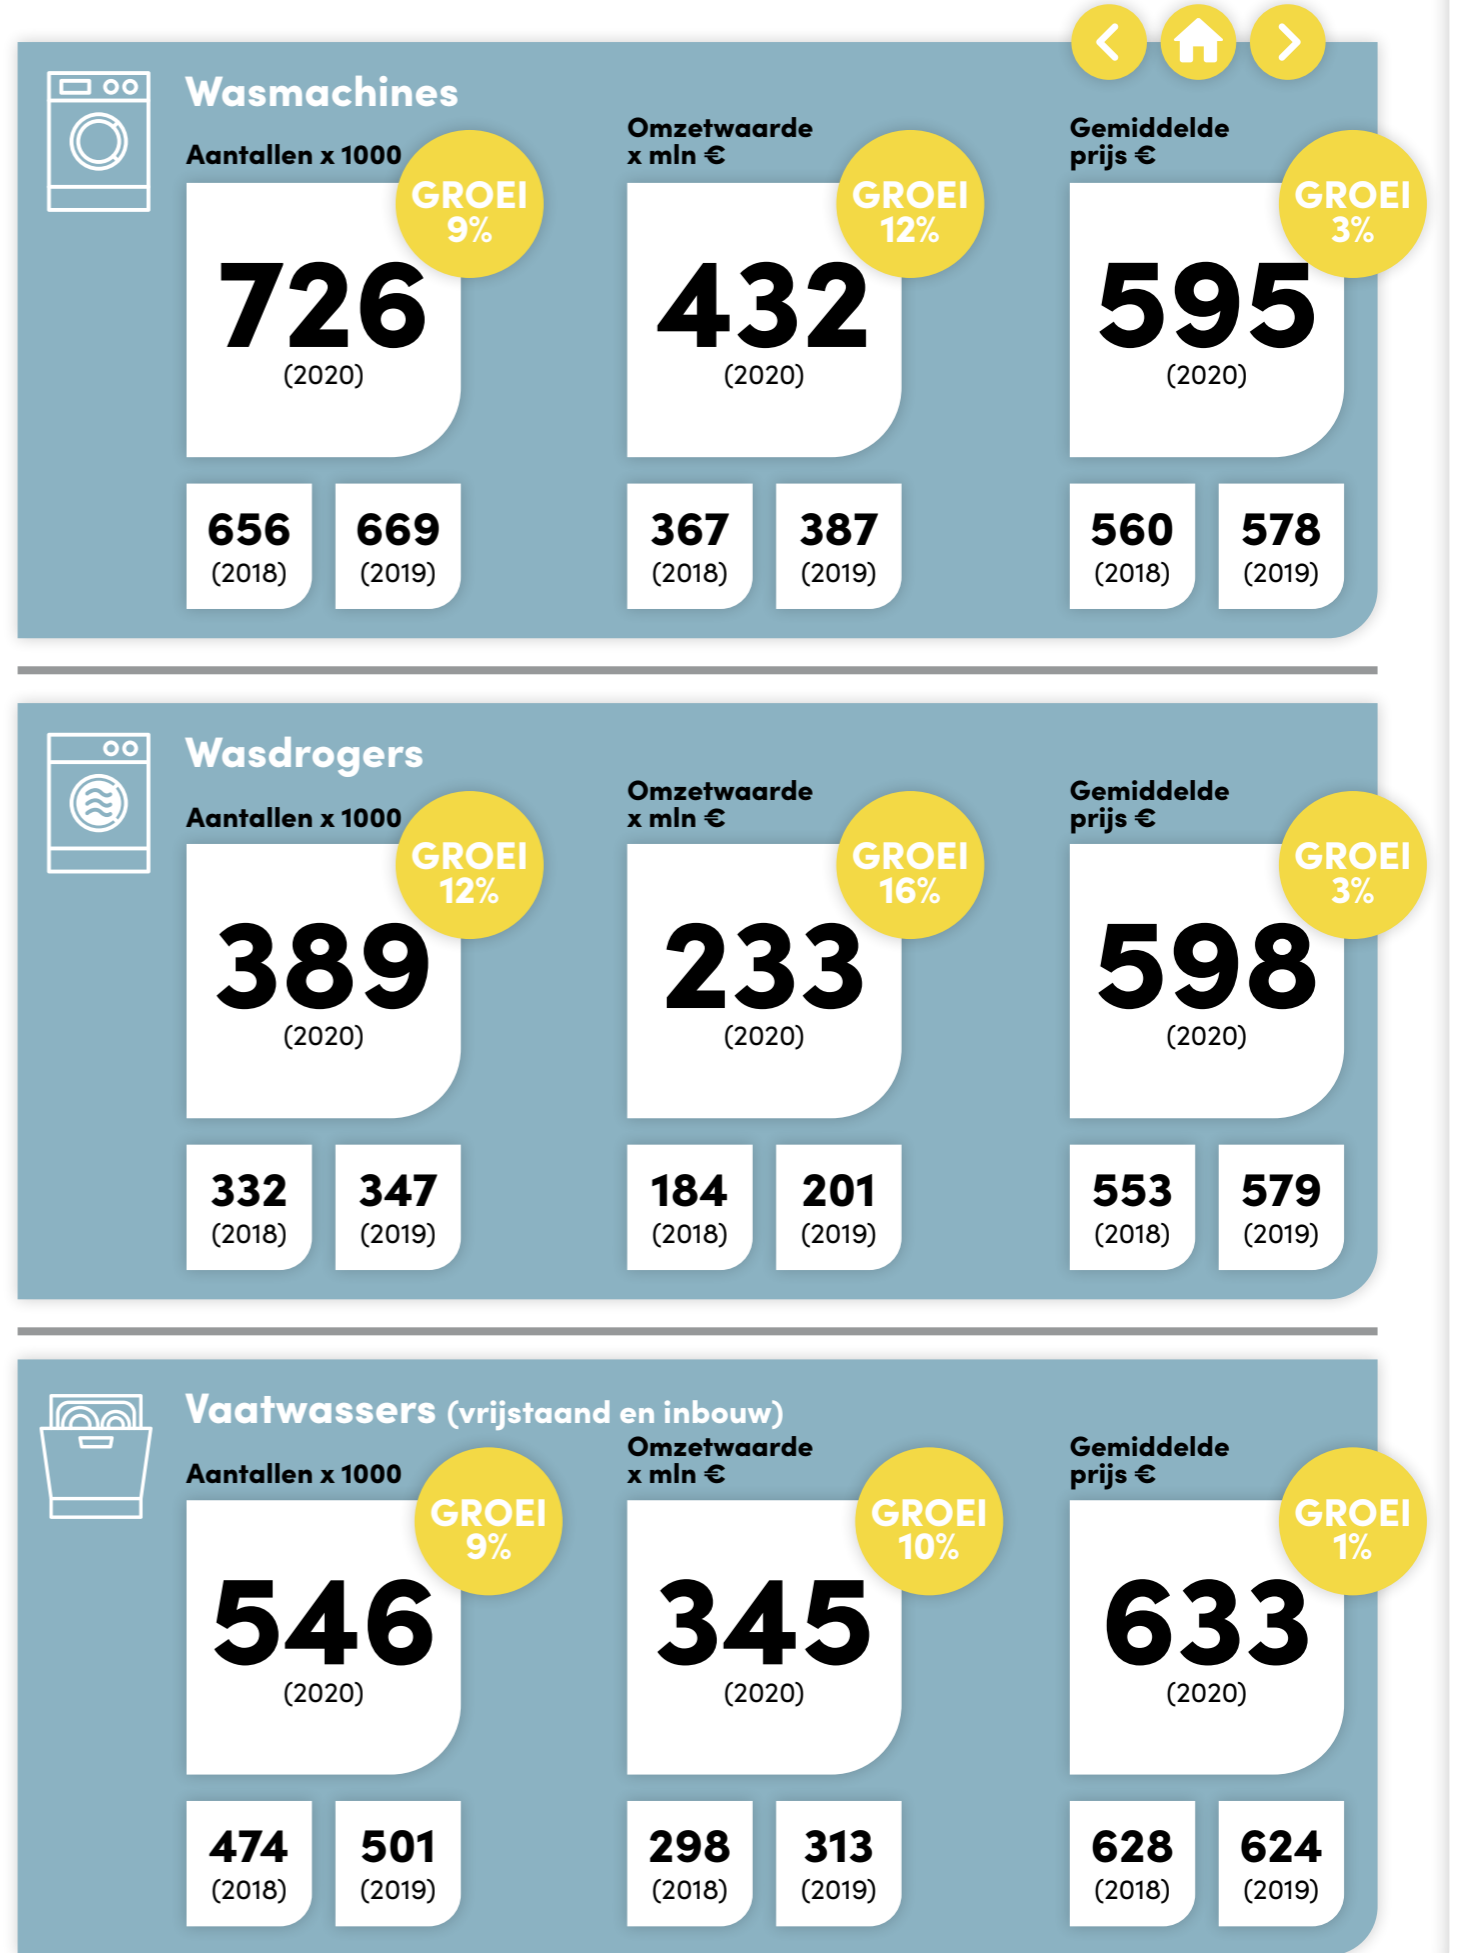 Wasmachines
Aantallen x 1000
GROEI
9%
726
(2020)
656
(2018)
669
(2019)
Omzetwaarde
x mln €
GROEI
12%
432
(2020)
367
(2018)
387
(2019)
Gemiddelde
prijs €
GROEI
3%
595
(2020)
560
(2018)
578
(2019)
Wasdrogers
Aantallen x 1000
GROEI
12%
389
(2020)
332
(2018)
347
(2019)
Omzetwaarde
x mln €
GROEI
16%
233
(2020)
184
(2018)
201
(2019)
Gemiddelde
prijs €
GROEI
3%
598
(2020)
553
(2018)
579
(2019)
Vaatwassers (vrijstaand en inbouw)
Aantallen x 1000
GROEI
9%
546
(2020)
474
(2018)
501
(2019)
Omzetwaarde
x mln €
GROEI
10%
345
(2020)
298
(2018)
313
(2019)
Gemiddelde
prijs €
GROEI
1%
633
(2020)
628
(2018)
624
(2019)